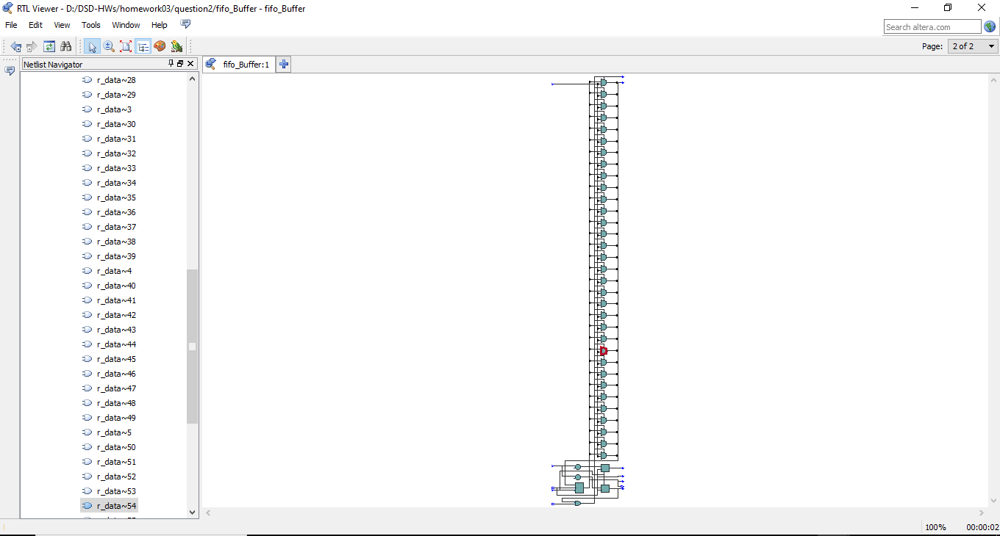 RTL Viewer - D:/DSD-HWs/homework03/question2/fifo_Buffer - fifo_Buffer
File Edit View Tools Window Help
Search altera.com
Page: 2 of 2
Netlist Navigator
fifo_Buffer:1
r_data~28
r_data~29
r_data~3
r_data~30
r_data~31
r_data~32
r_data~33
r_data~34
r_data~35
r_data~36
r_data~37
r_data~38
r_data~39
r_data~4
r_data~40
r_data~41
r_data~42
r_data~43
r_data~44
r_data~45
r_data~46
r_data~47
r_data~48
r_data~49
r_data~5
r_data~50
r_data~51
r_data~52
r_data~53
r_data~54
100% 00:00:02